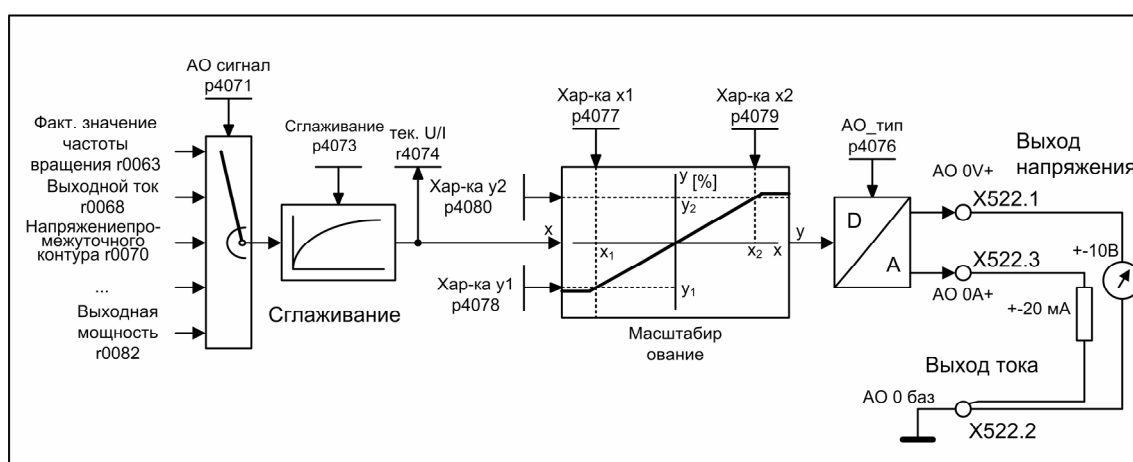 АО сигнал
p4071
Факт. значение
частоты
вращения r0063
Выходной ток
r0068
Напряжениепро-
межуточного
контура r0070
...
Выходная
мощность
r0082
Сглаживание
p4073
Сглаживание
тек. U/I
r4074
Хар-ка y2
p4080
x
Хар-ка y1
p4078
Хар-ка x1
p4077
Хар-ка x2
p4079
y [%]
y₂
x₁
x₂ x
y₁
Масштабир
ование
y
АО_тип
p4076
D
A
АО 0V+
Выход
напряжения
X522.1
+-10В
X522.3
АО 0A+
+-20 мА
Выход тока
АО 0 баз
X522.2